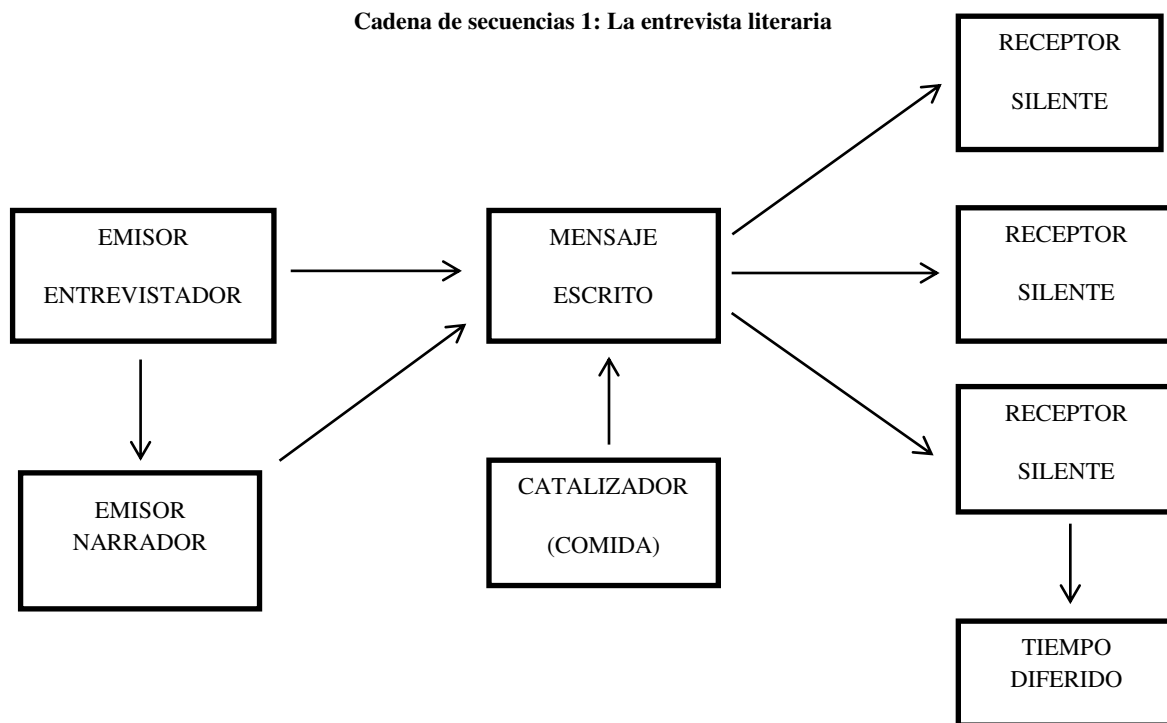 Cadena de secuencias 1: La entrevista literaria
RECEPTOR
SILENTE
EMISOR
ENTREVISTADOR
MENSAJE
ESCRITO
RECEPTOR
SILENTE
RECEPTOR
SILENTE
EMISOR
NARRADOR
CATALIZADOR
(COMIDA)
TIEMPO
DIFERIDO